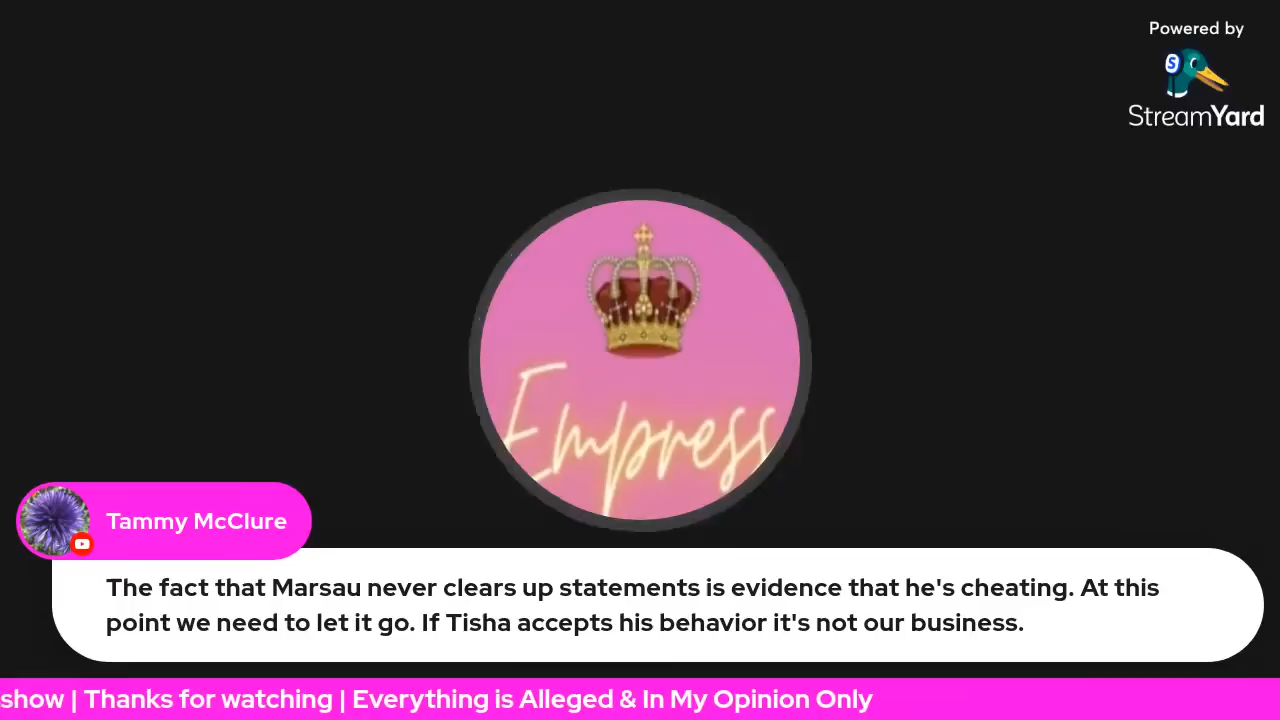 Powered by
S
StreamYard
Empress
Tammy McClure
The fact that Marsau never clears up statements is evidence that he's cheating. At this
point we need to let it go. If Tisha accepts his behavior it's not our business.
show | Thanks for watching | Everything is Alleged & In My Opinion Only